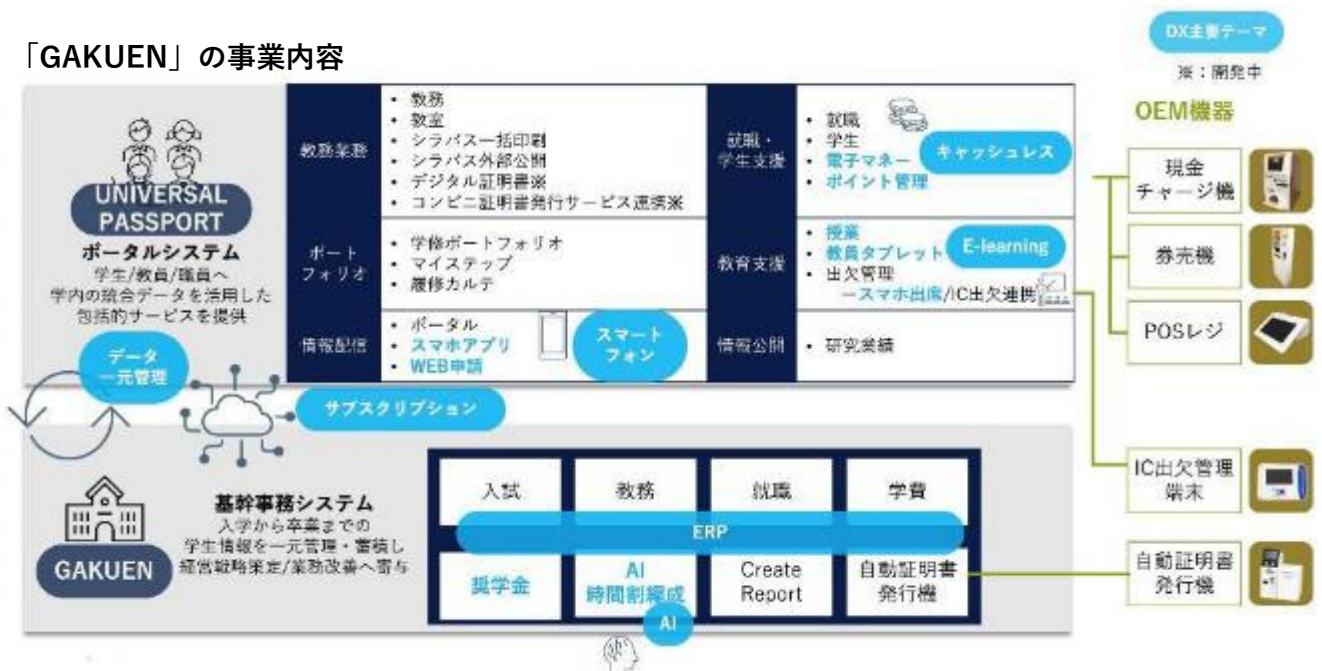 「GAKUEN」の事業内容
DX主要テーマ
※：開発中
OEM機器
UNIVERSAL
PASSPORT
ポータルシステム
学生/教員/職員へ
学内の統合データを活用した
包括的サービスを提供
教務業務
• 教務
• 教室
• シラバス一括印刷
• シラバス外部公開
• デジタル証明書※
• コンビニ証明書発行サービス連携※
就職・
学生支援
• 就職
• 学生
• 電子マネー
• ポイント管理
キャッシュレス
ポート
フォリオ
• 学修ポートフォリオ
• マイステップ
• 履修カルテ
教育支援
• 授業
• 教員タブレット
• 出欠管理
－スマホ出席/IC出欠連携
E-learning
情報配信
• ポータル
• スマホアプリ
• WEB申請
スマート
フォン
情報公開
• 研究業績
データ
一元管理
サブスクリプション
GAKUEN
基幹事務システム
入学から卒業までの
学生情報を一元管理・蓄積し
経営戦略策定/業務改善へ寄与
入試
教務
就職
学費
ERP
奨学金
AI
時間割編成
Create
Report
自動証明書
発行機
AI
現金
チャージ機
券売機
POSレジ
IC出欠管理
端末
自動証明書
発行機